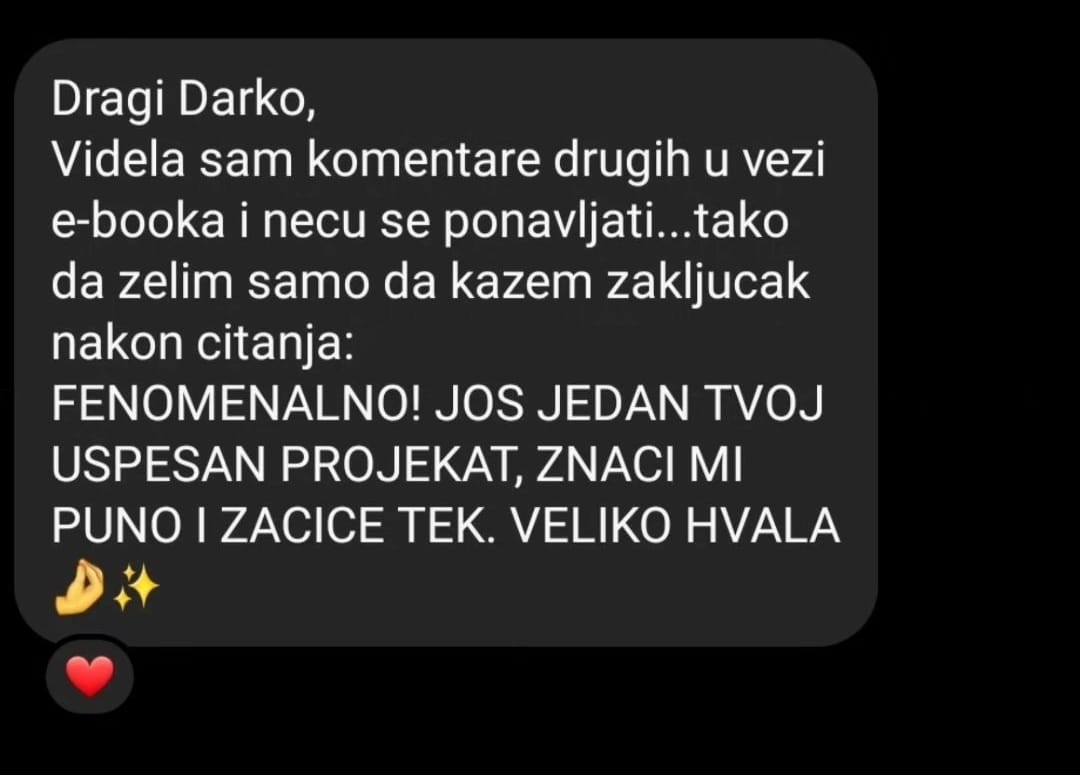 Dragi Darko,
Videla sam komentare drugih u vezi
e-booka i necu se ponavljati...tako
da zelim samo da kazem zakljucak
nakon citanja:
FENOMENALNO! JOS JEDAN TVOJ
USPESAN PROJEKAT, ZNACI MI
PUNO I ZACICE TEK. VELIKO HVALA
🤌✨
❤️